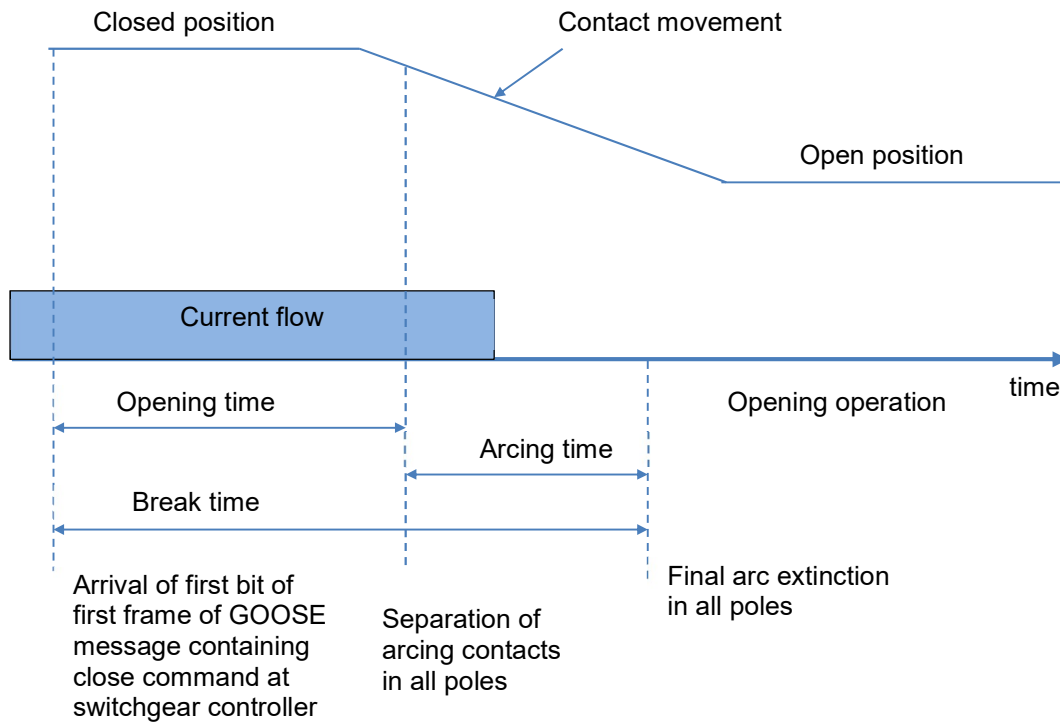 Closed position
Contact movement
Open position
Current flow
time
Opening time
Opening operation
Arcing time
Break time
Arrival of first bit of
first frame of GOOSE
message containing
close command at
switchgear controller
Separation of
arcing contacts
in all poles
Final arc extinction
in all poles